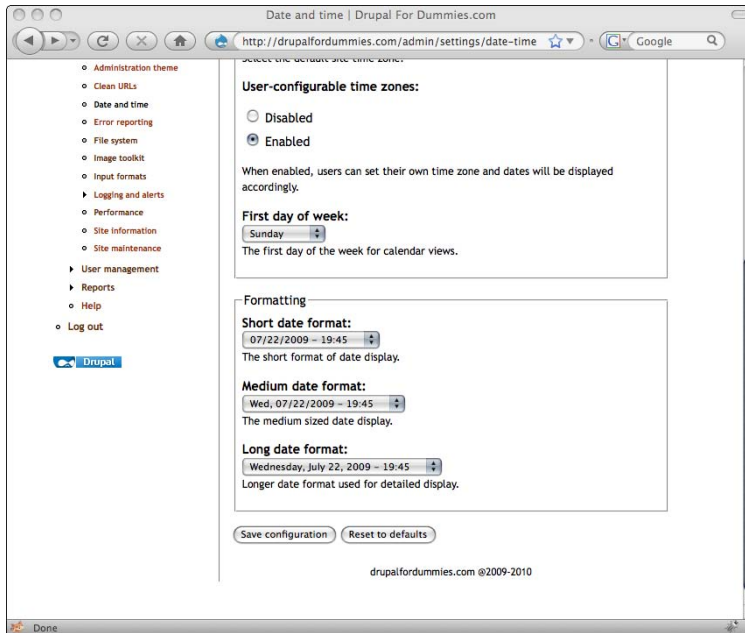 Date and time | Drupal For Dummies.com
http://drupalfordummies.com/admin/settings/date-time
G
Google
Administration theme
Clean URLs
Date and time
Error reporting
File system
Image toolkit
Input formats
Logging and alerts
Performance
Site information
Site maintenance
User management
Reports
Help
Log out
Drupal
Select the default site time zone.
User-configurable time zones:
Disabled
Enabled
When enabled, users can set their own time zone and dates will be displayed
accordingly.
First day of week:
Sunday
The first day of the week for calendar views.
Formatting
Short date format:
07/22/2009 - 19:45
The short format of date display.
Medium date format:
Wed, 07/22/2009 - 19:45
The medium sized date display.
Long date format:
Wednesday, July 22, 2009 - 19:45
Longer date format used for detailed display.
Save configuration
Reset to defaults
drupalfordummies.com @2009-2010
Done